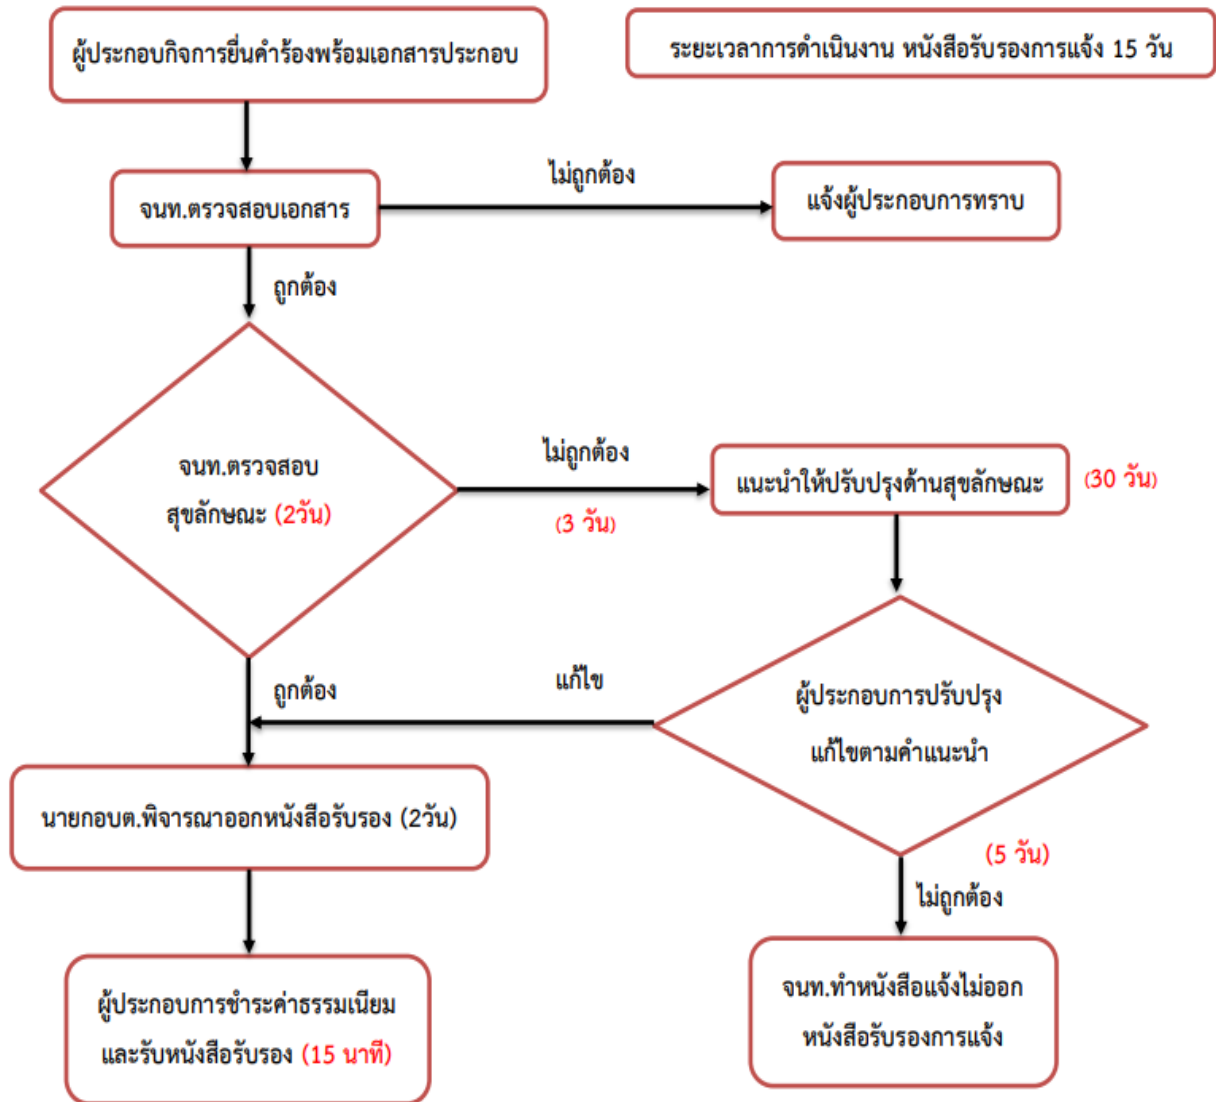 ผู้ประกอบกิจการยื่นคำร้องพร้อมเอกสารประกอบ
ระยะเวลาการดำเนินงาน หนังสือรับรองการแจ้ง 15 วัน
จนท.ตรวจสอบเอกสาร
ไม่ถูกต้อง
แจ้งผู้ประกอบการทราบ
ถูกต้อง
จนท.ตรวจสอบ
สุขลักษณะ (2วัน)
ไม่ถูกต้อง
(3 วัน)
แนะนำให้ปรับปรุงด้านสุขลักษณะ
(30 วัน)
ผู้ประกอบการปรับปรุง
แก้ไขตามคำแนะนำ
แก้ไข
ถูกต้อง
นายกอบต.พิจารณาออกหนังสือรับรอง (2วัน)
(5 วัน)
ไม่ถูกต้อง
ผู้ประกอบการชำระค่าธรรมเนียม
และรับหนังสือรับรอง (15 นาที)
จนท.ทำหนังสือแจ้งไม่ออก
หนังสือรับรองการแจ้ง